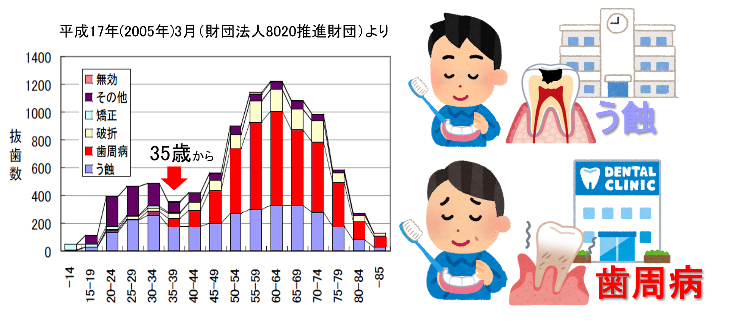 平成17年(2005年)3月(財団法人8020推進財団)より
1400
1200
1000
800
600
400
200
0
抜歯数
無効
その他
矯正
破折
歯周病
う蝕
35歳から
-14
15-19
20-24
25-29
30-34
35-39
40-44
45-49
50-54
55-59
60-64
65-69
70-74
75-79
80-84
-85
う蝕
DENTAL
CLINIC
歯周病